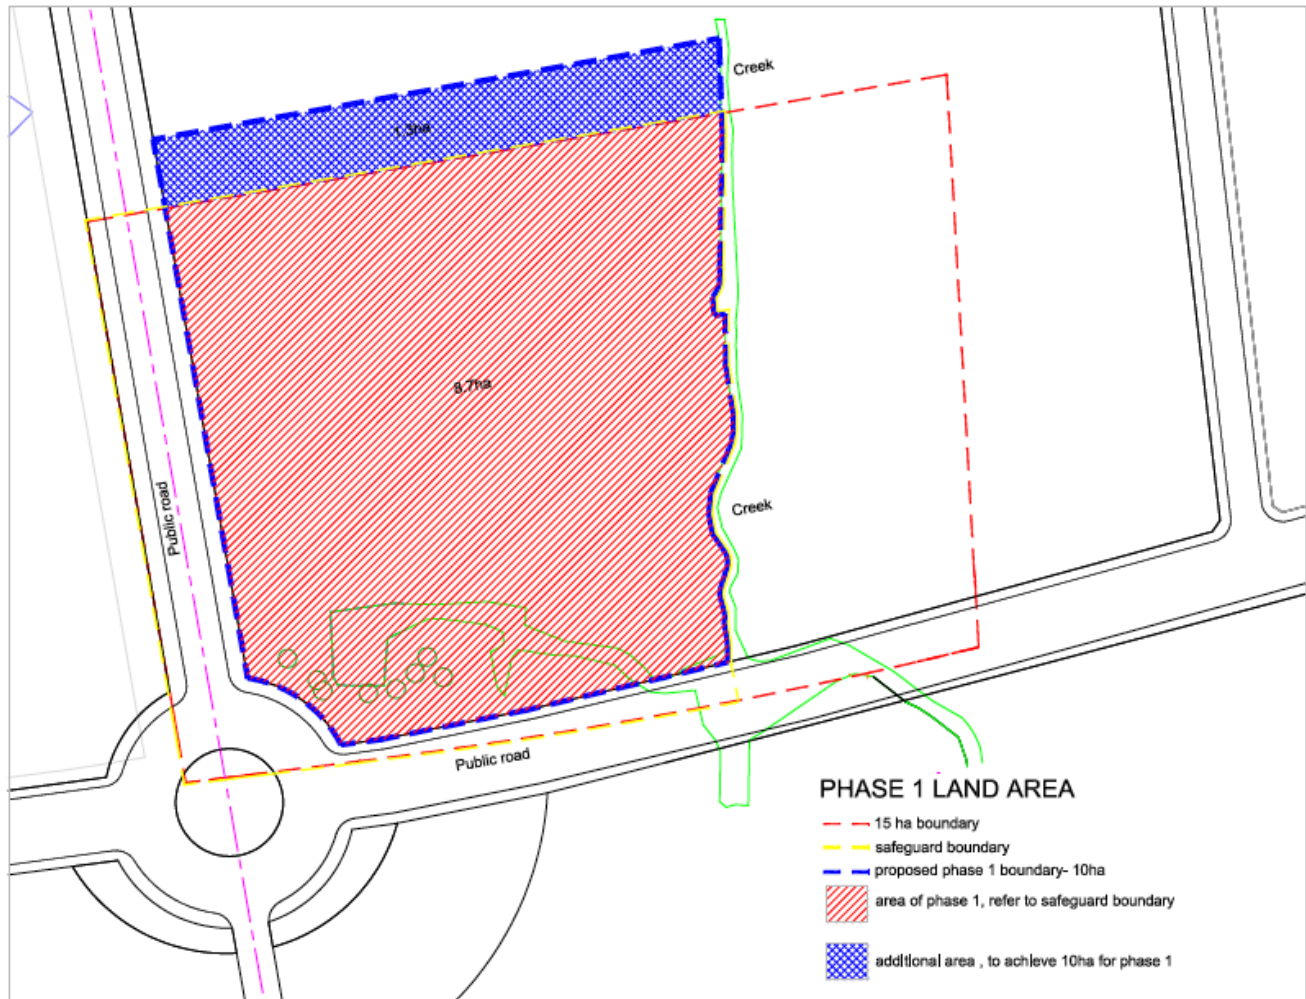 Creek
1.3ha
8.7ha
Public road
Creek
Public road
PHASE 1 LAND AREA
15 ha boundary
safeguard boundary
proposed phase 1 boundary- 10ha
area of phase 1, refer to safeguard boundary
additional area , to achieve 10ha for phase 1